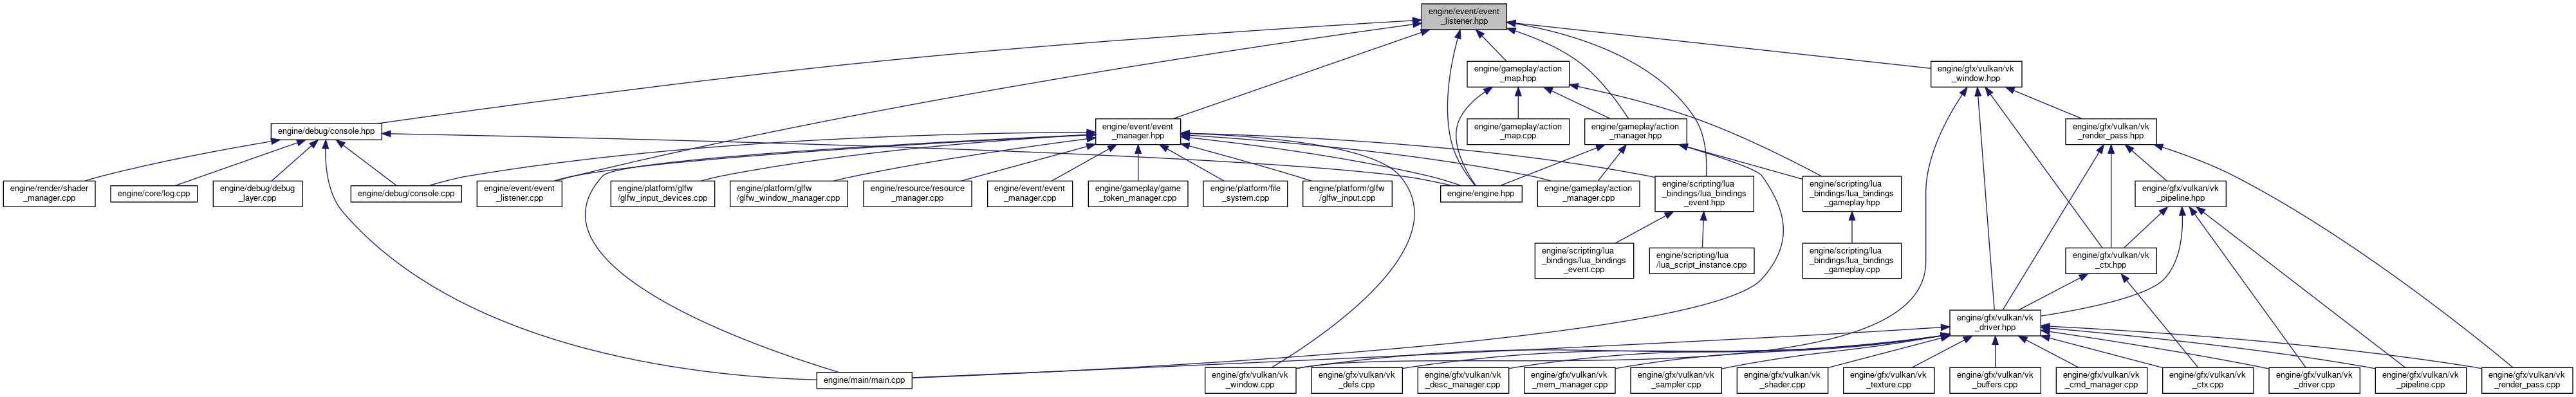 engine/event/event
_listener.hpp
engine/gameplay/action
_map.hpp
engine/gfx/vulkan/vk
_window.hpp
engine/debug/console.hpp
engine/event/event
_manager.hpp
engine/gameplay/action
_map.cpp
engine/gameplay/action
_manager.hpp
engine/gfx/vulkan/vk
_render_pass.hpp
engine/render/shader
_manager.cpp
engine/core/log.cpp
engine/debug/debug
_layer.cpp
engine/debug/console.cpp
engine/event/event
_listener.cpp
engine/platform/glfw
/glfw_input_devices.cpp
engine/platform/glfw
/glfw_window_manager.cpp
engine/resource/resource
_manager.cpp
engine/event/event
_manager.cpp
engine/gameplay/game
_token_manager.cpp
engine/platform/file
_system.cpp
engine/platform/glfw
/glfw_input.cpp
engine/engine.hpp
engine/gameplay/action
_manager.cpp
engine/scripting/lua
_bindings/lua_bindings
_event.hpp
engine/scripting/lua
_bindings/lua_bindings
_gameplay.hpp
engine/gfx/vulkan/vk
_pipeline.hpp
engine/scripting/lua
_bindings/lua_bindings
_event.cpp
engine/scripting/lua
/lua_script_instance.cpp
engine/scripting/lua
_bindings/lua_bindings
_gameplay.cpp
engine/gfx/vulkan/vk
_ctx.hpp
engine/gfx/vulkan/vk
_driver.hpp
engine/main/main.cpp
engine/gfx/vulkan/vk
_window.cpp
engine/gfx/vulkan/vk
_defs.cpp
engine/gfx/vulkan/vk
_desc_manager.cpp
engine/gfx/vulkan/vk
_mem_manager.cpp
engine/gfx/vulkan/vk
_sampler.cpp
engine/gfx/vulkan/vk
_shader.cpp
engine/gfx/vulkan/vk
_texture.cpp
engine/gfx/vulkan/vk
_buffers.cpp
engine/gfx/vulkan/vk
_cmd_manager.cpp
engine/gfx/vulkan/vk
_ctx.cpp
engine/gfx/vulkan/vk
_driver.cpp
engine/gfx/vulkan/vk
_pipeline.cpp
engine/gfx/vulkan/vk
_render_pass.cpp